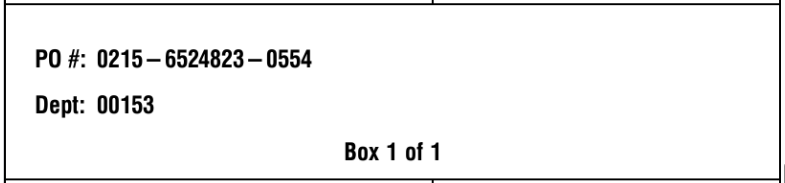 PO #: 0215–6524823–0554
Dept: 00153
Box 1 of 1